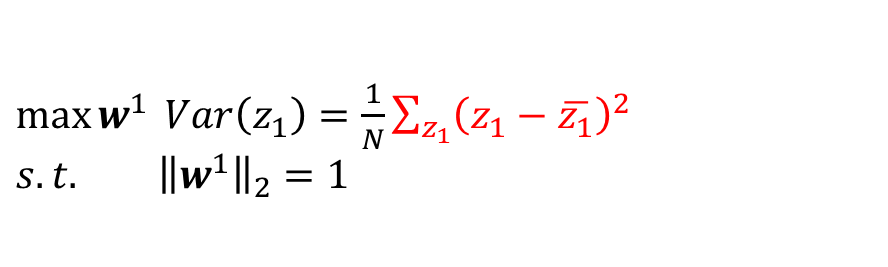 max 𝒘¹ Var(z₁) = 1/N ∑_{z₁}(z₁ − z̄₁)²
s.t. ‖𝒘¹‖₂ = 1